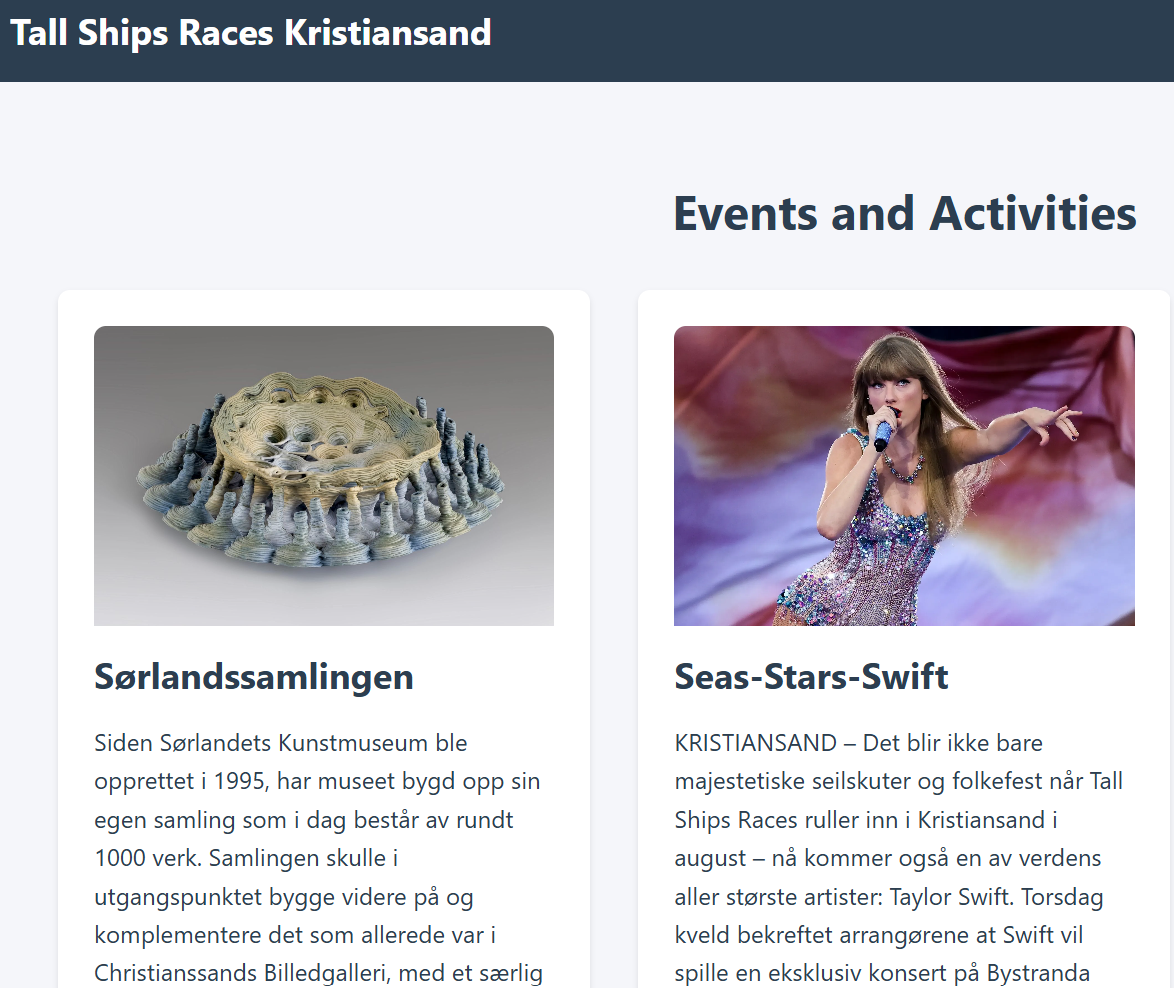 Tall Ships Races Kristiansand
Events and Activities
Sørlandssamlingen
Siden Sørlandets Kunstmuseum ble
opprettet i 1995, har museet bygd opp sin
egen samling som i dag består av rundt
1000 verk. Samlingen skulle i
utgangspunktet bygge videre på og
komplementere det som allerede var i
Christianssands Billedgalleri, med et særlig
Seas-Stars-Swift
KRISTIANSAND – Det blir ikke bare
majestetiske seilskuter og folkefest når Tall
Ships Races ruller inn i Kristiansand i
august – nå kommer også en av verdens
aller største artister: Taylor Swift. Torsdag
kveld bekreftet arrangørene at Swift vil
spille en eksklusiv konsert på Bystranda